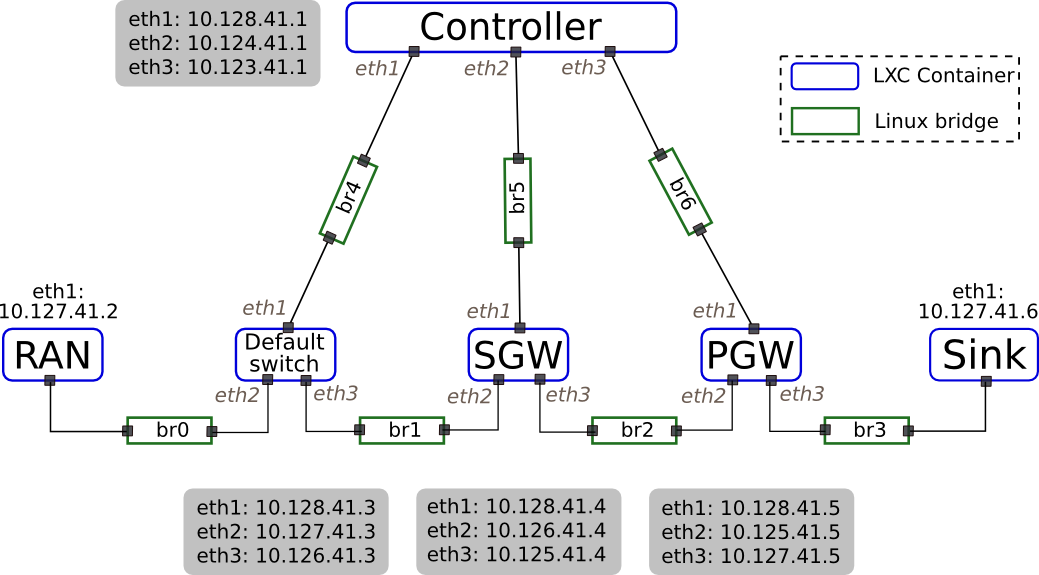 eth1: 10.128.41.1
eth2: 10.124.41.1
eth3: 10.123.41.1
Controller
eth1
eth2
eth3
LXC Container
Linux bridge
br4
br5
br6
eth1:
10.127.41.2
eth1
eth1
eth1
eth1:
10.127.41.6
RAN
Default
switch
SGW
PGW
Sink
eth2
eth3
eth2
eth3
eth2
eth3
br0
br1
br2
br3
eth1: 10.128.41.3
eth2: 10.127.41.3
eth3: 10.126.41.3
eth1: 10.128.41.4
eth2: 10.126.41.4
eth3: 10.125.41.4
eth1: 10.128.41.5
eth2: 10.125.41.5
eth3: 10.127.41.5